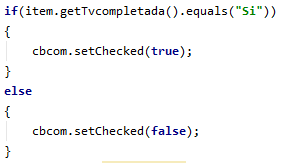 if(item.getTvcompletada().equals("Si"))
{
    cbcom.setChecked(true);
}
else
{
    cbcom.setChecked(false);
}